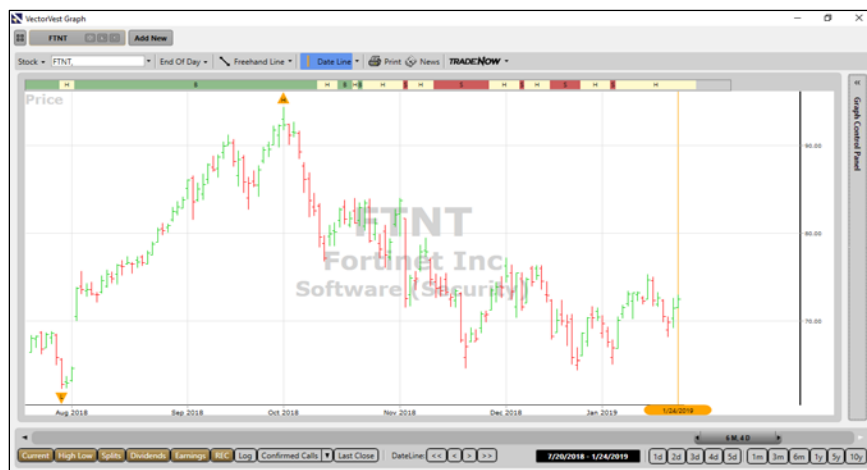 VectorVest Graph
FTNT Add New
Stock FTNT, End Of Day Freehand Line Date Line Print News TRADENOW
H B H B H B H S H S H S H S H S H
Price
H
90.00
80.00
70.00
FTNT
Fortinet Inc
Software (Security)
L
Aug 2018 Sep 2018 Oct 2018 Nov 2018 Dec 2018 Jan 2019 1/24/2019
Graph Control Panel
6 M, 4 D
Current High Low Splits Dividends Earnings REC Log Confirmed Calls Last Close DateLine: << < > >> 7/20/2018 - 1/24/2019 1d 2d 3d 4d 5d 1m 3m 6m 1y 5y 10y